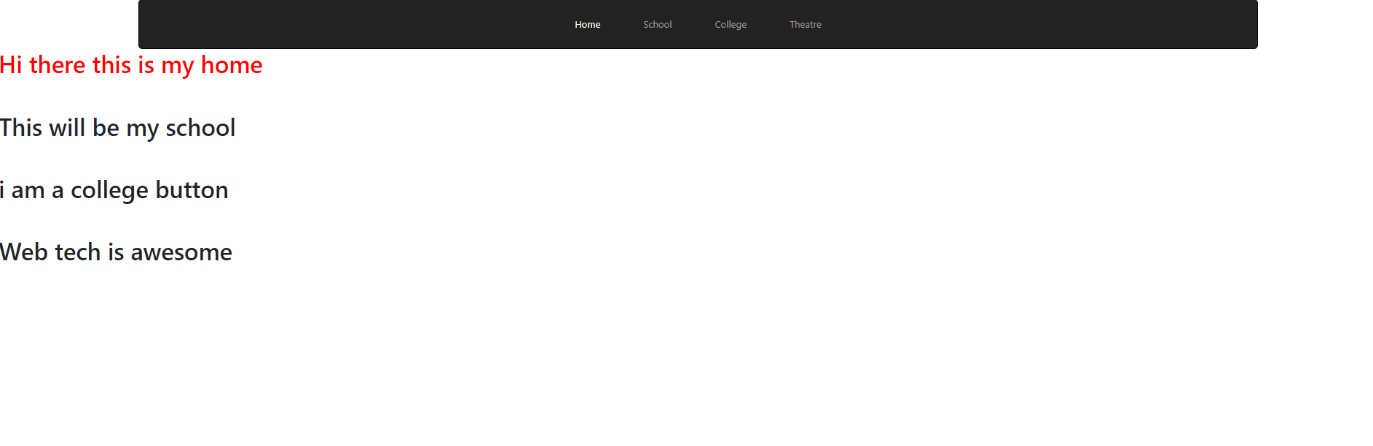 Home School College Theatre
Hi there this is my home
This will be my school
i am a college button
Web tech is awesome